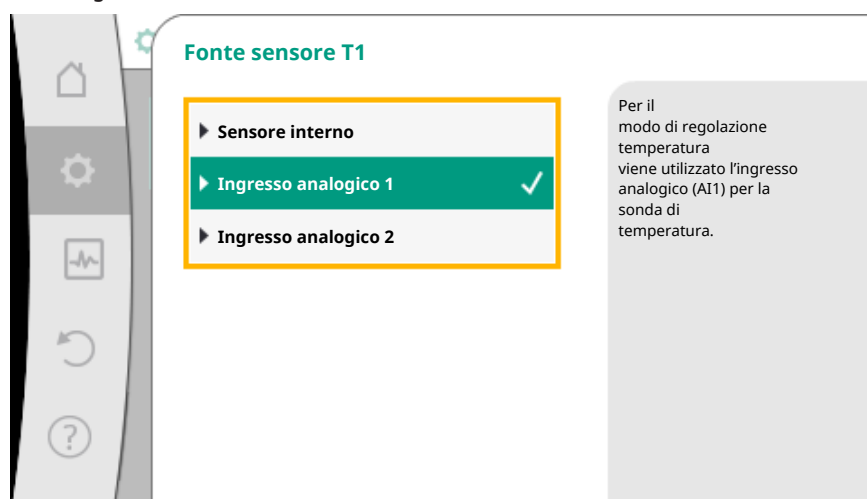 Fonte sensore T1
Sensore interno
Ingresso analogico 1
Ingresso analogico 2
Per il
modo di regolazione
temperatura
viene utilizzato l'ingresso
analogico (AI1) per la
sonda di
temperatura.
?